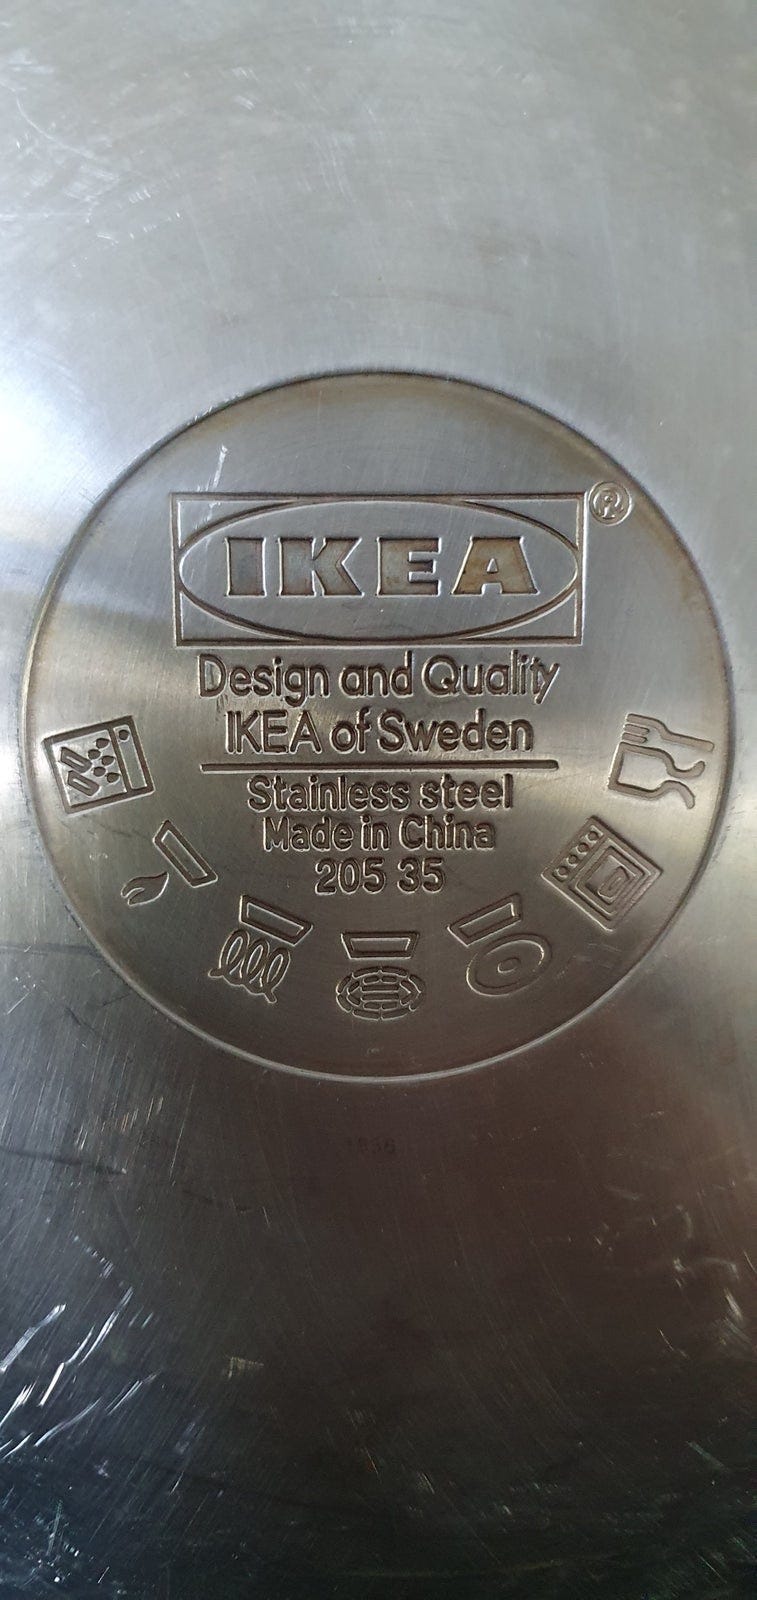 IKEA®
Design and Quality
IKEA of Sweden
Stainless steel
Made in China
205 35